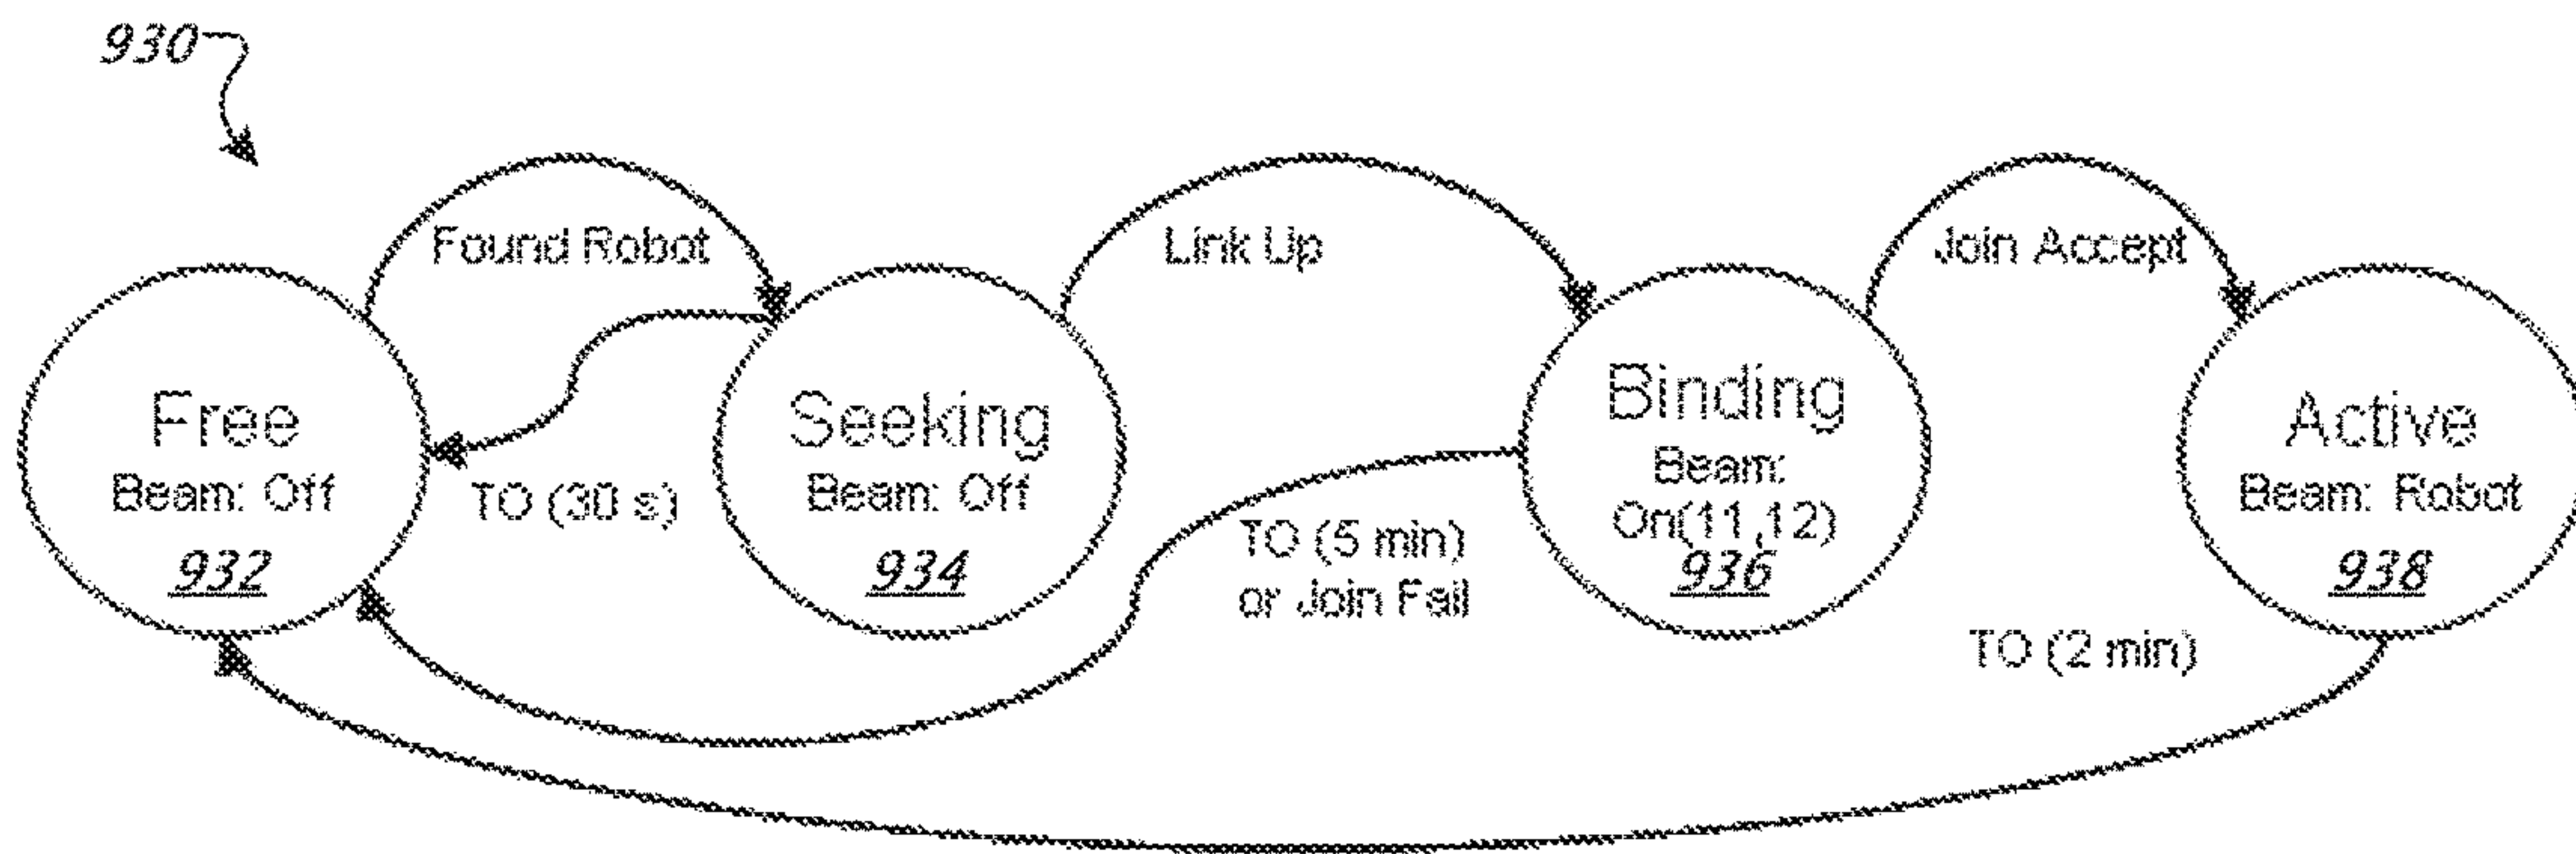 930
Found Robot
Link Up
Join Accept
Free
Beam: Off
932
TO (30 s)
Seeking
Beam: Off
934
TO (5 min)
or Join Fail
Binding
Beam:
On(11,12)
936
Active
Beam: Robot
938
TO (2 min)